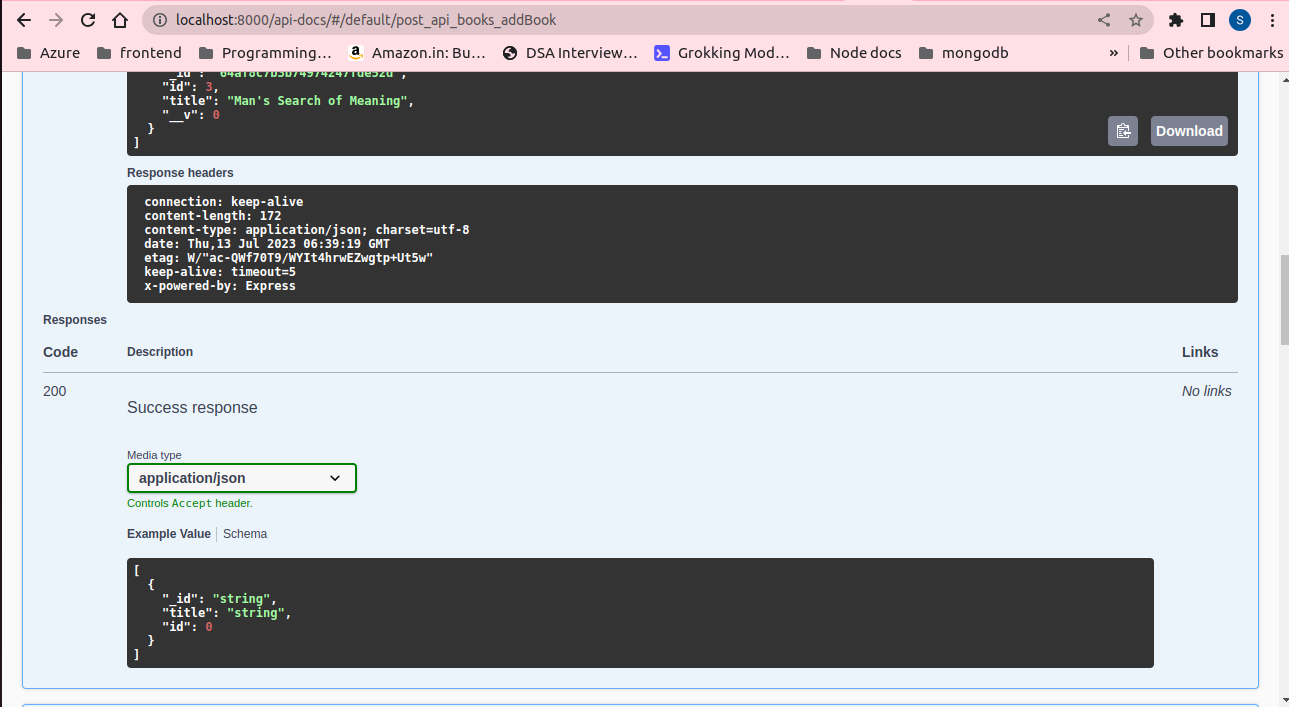 localhost:8000/api-docs/#/default/post_api_books_addBook
S
Azure
frontend
Programming...
Amazon.in: Bu...
DSA Interview...
Grokking Mod...
Node docs
mongodb
»
Other bookmarks
"id": 3,
"title": "Man's Search of Meaning",
"__v": 0
}
]
Download
Response headers
connection: keep-alive
content-length: 172
content-type: application/json; charset=utf-8
date: Thu,13 Jul 2023 06:39:19 GMT
etag: W/"ac-QWf70T9/WYIt4hrwEZwgtp+Ut5w"
keep-alive: timeout=5
x-powered-by: Express
Responses
Code Description Links
200 No links
Success response
Media type
application/json
Controls Accept header.
Example Value Schema
[
{
"_id": "string",
"title": "string",
"id": 0
}
]